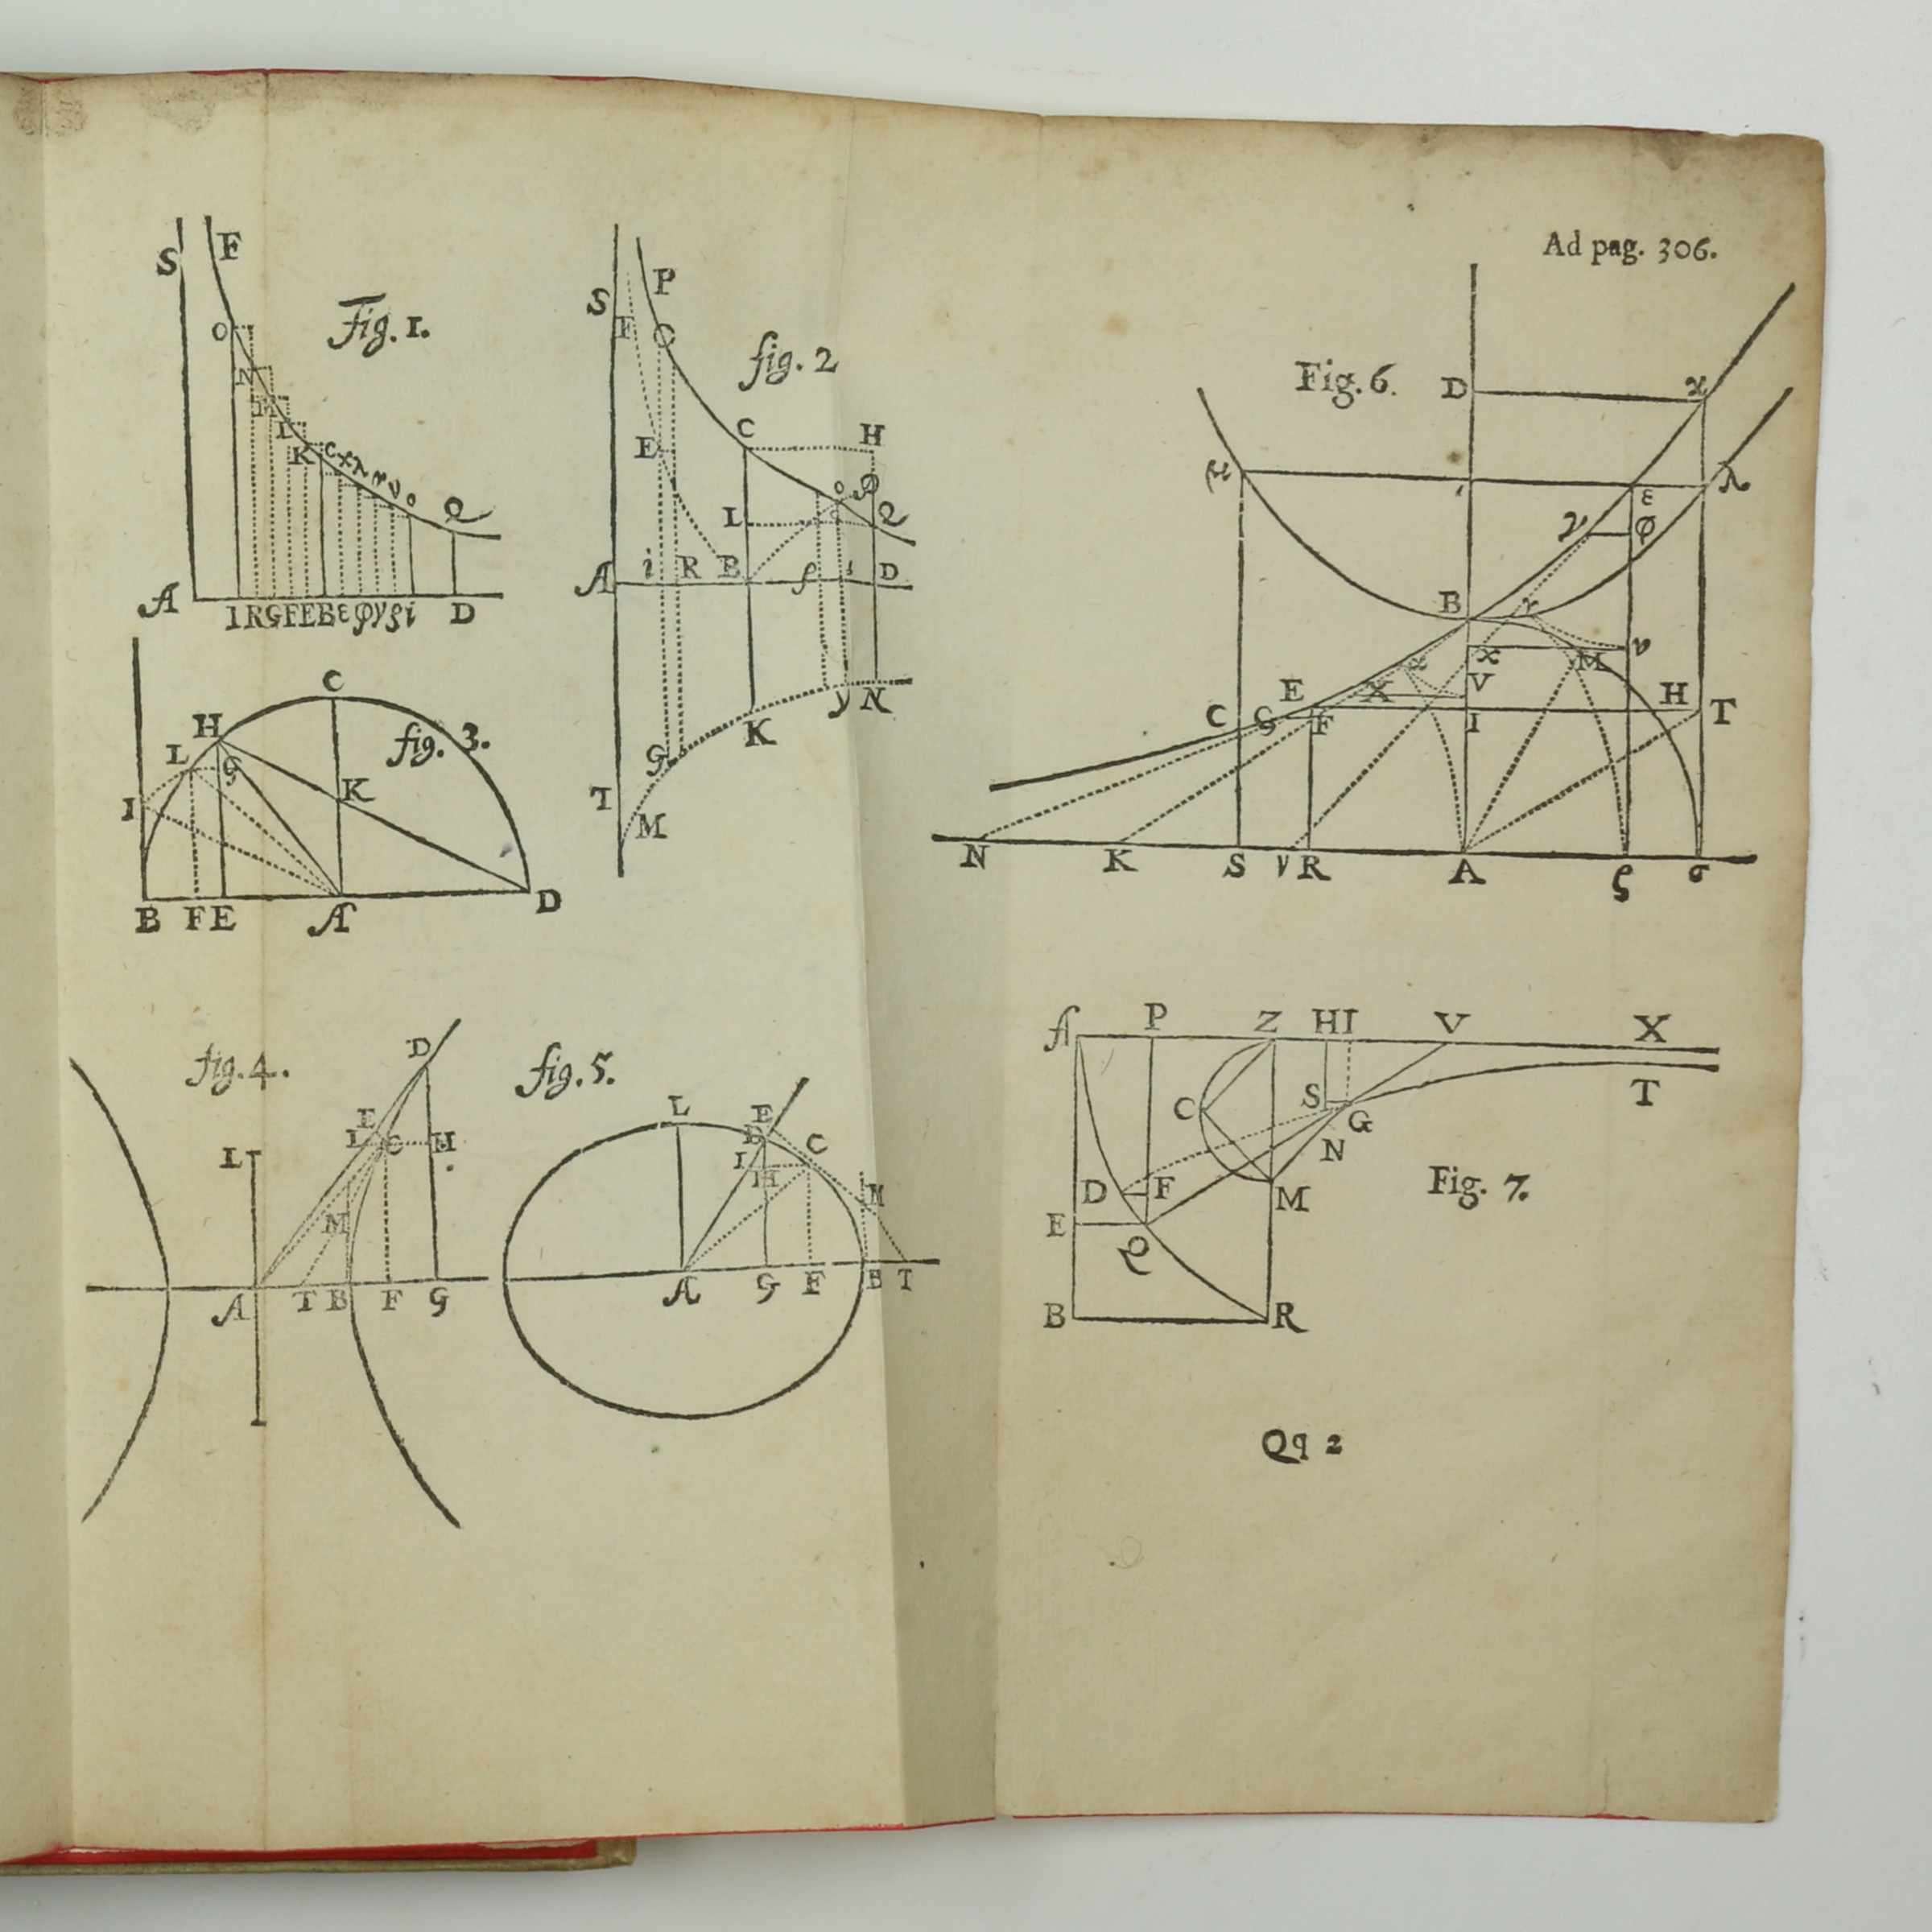 Ad pag. 306.
Fig. 1.
S F
O
N
M
L
K
C
Q
A
I R G F E B ε φ γ ρ i D
fig. 2
S P
F O
E
C H
L Q
A i R B D
G K y N
T M
fig. 3.
C
H
L g
I K
B F E A D
fig. 4.
D
E
L C H
L
M
A T B F G
fig. 5.
L E
B C
I
H M
A G F B T
Fig. 6.
D ϰ
μ ε λ
ν φ
B
x ν
M
E X V H T
C G F I
N K S V R A ρ σ
A P Z H I V X
T
C S G
N
D F M
E
Q
B R
Fig. 7.
Qq 2